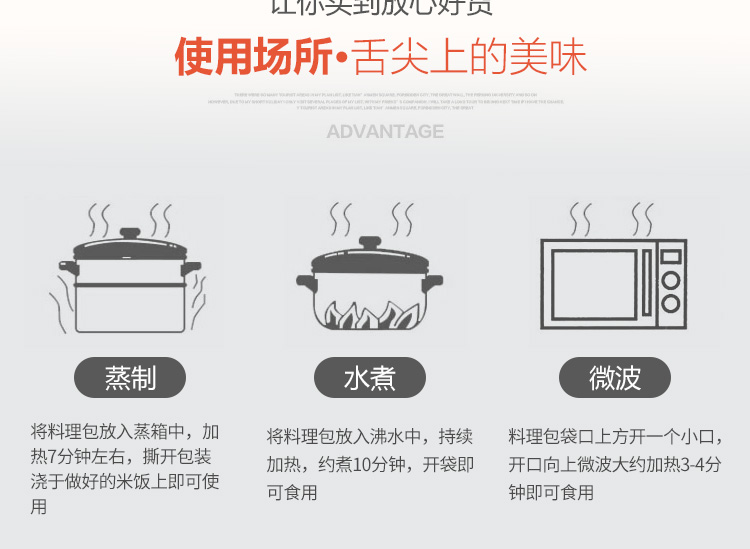 让你买到放心好货
使用场所·舌尖上的美味
ADVANTAGE
蒸制
水煮
微波
将料理包放入蒸箱中，加
热7分钟左右，撕开包装
浇于做好的米饭上即可使
用
将料理包放入沸水中，持续
加热，约煮10分钟，开袋即
可食用
料理包袋口上方开一个小口，
开口向上微波大约加热3-4分
钟即可食用